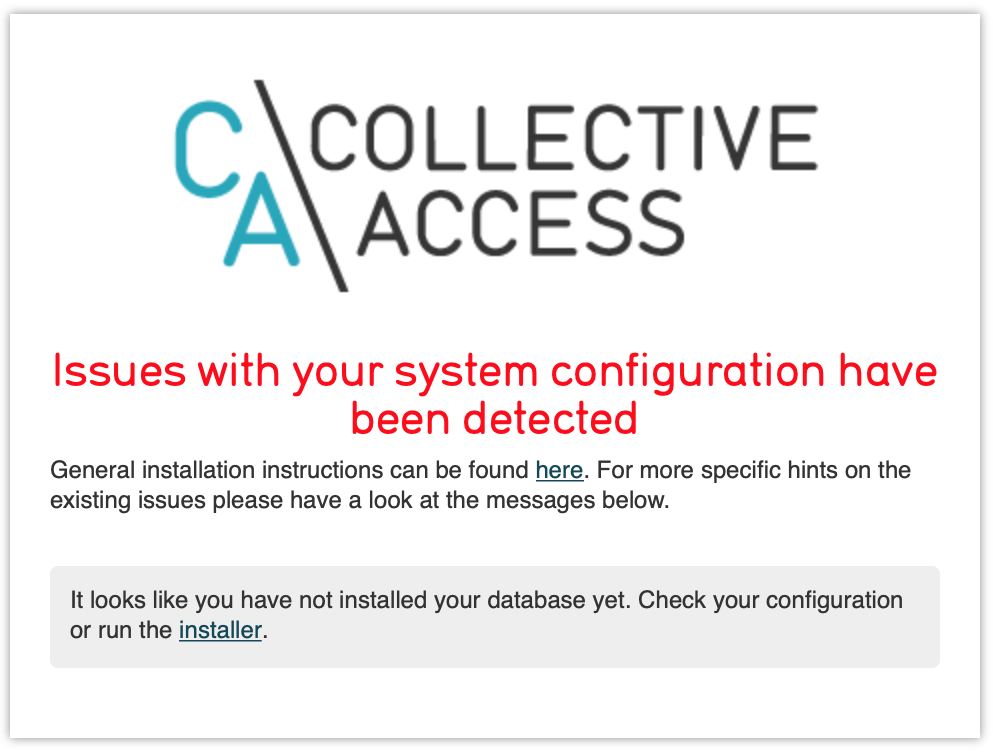 CA\COLLECTIVE
ACCESS
Issues with your system configuration have
been detected
General installation instructions can be found here. For more specific hints on the
existing issues please have a look at the messages below.
It looks like you have not installed your database yet. Check your configuration
or run the installer.